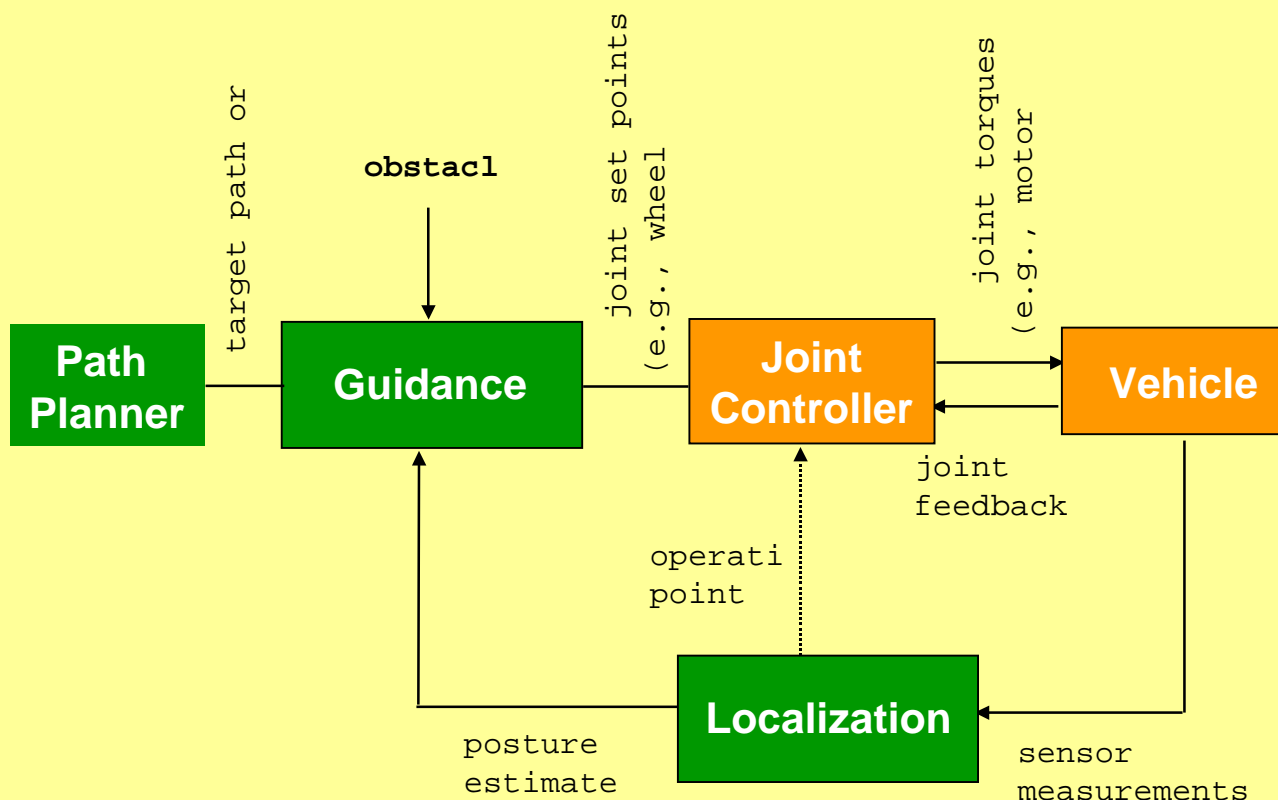 target path or
obstacl
joint set points
(e.g., wheel
joint torques
(e.g., motor
Path
Planner
Guidance
Joint
Controller
Vehicle
joint
feedback
operati
point
Localization
posture
estimate
sensor
measurements